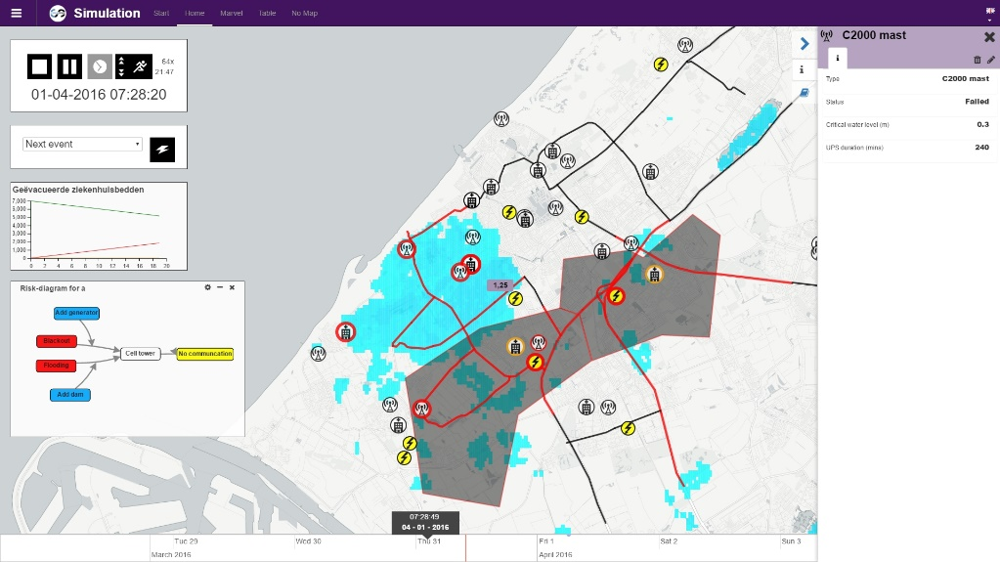 Simulation Start Home Marvel Table No Map
64x
21:47
01-04-2016 07:28:20
Next event
Geëvacueerde ziekenhuisbedden
7,000
6,000
5,000
4,000
3,000
2,000
1,000
0
0 2 4 6 8 10 12 14 16 18 20
Risk-diagram for a
Add generator
Blackout
Cell tower
No communcation
Flooding
Add dam
1,25
C2000 mast
i
i
Type C2000 mast
Status Failed
Critical water level (m) 0.3
UPS duration (mins) 240
07:28:49
04 - 01 - 2016
Tue 29 Wed 30 Thu 31 Fri 1 Sat 2 Sun 3
March 2016 April 2016